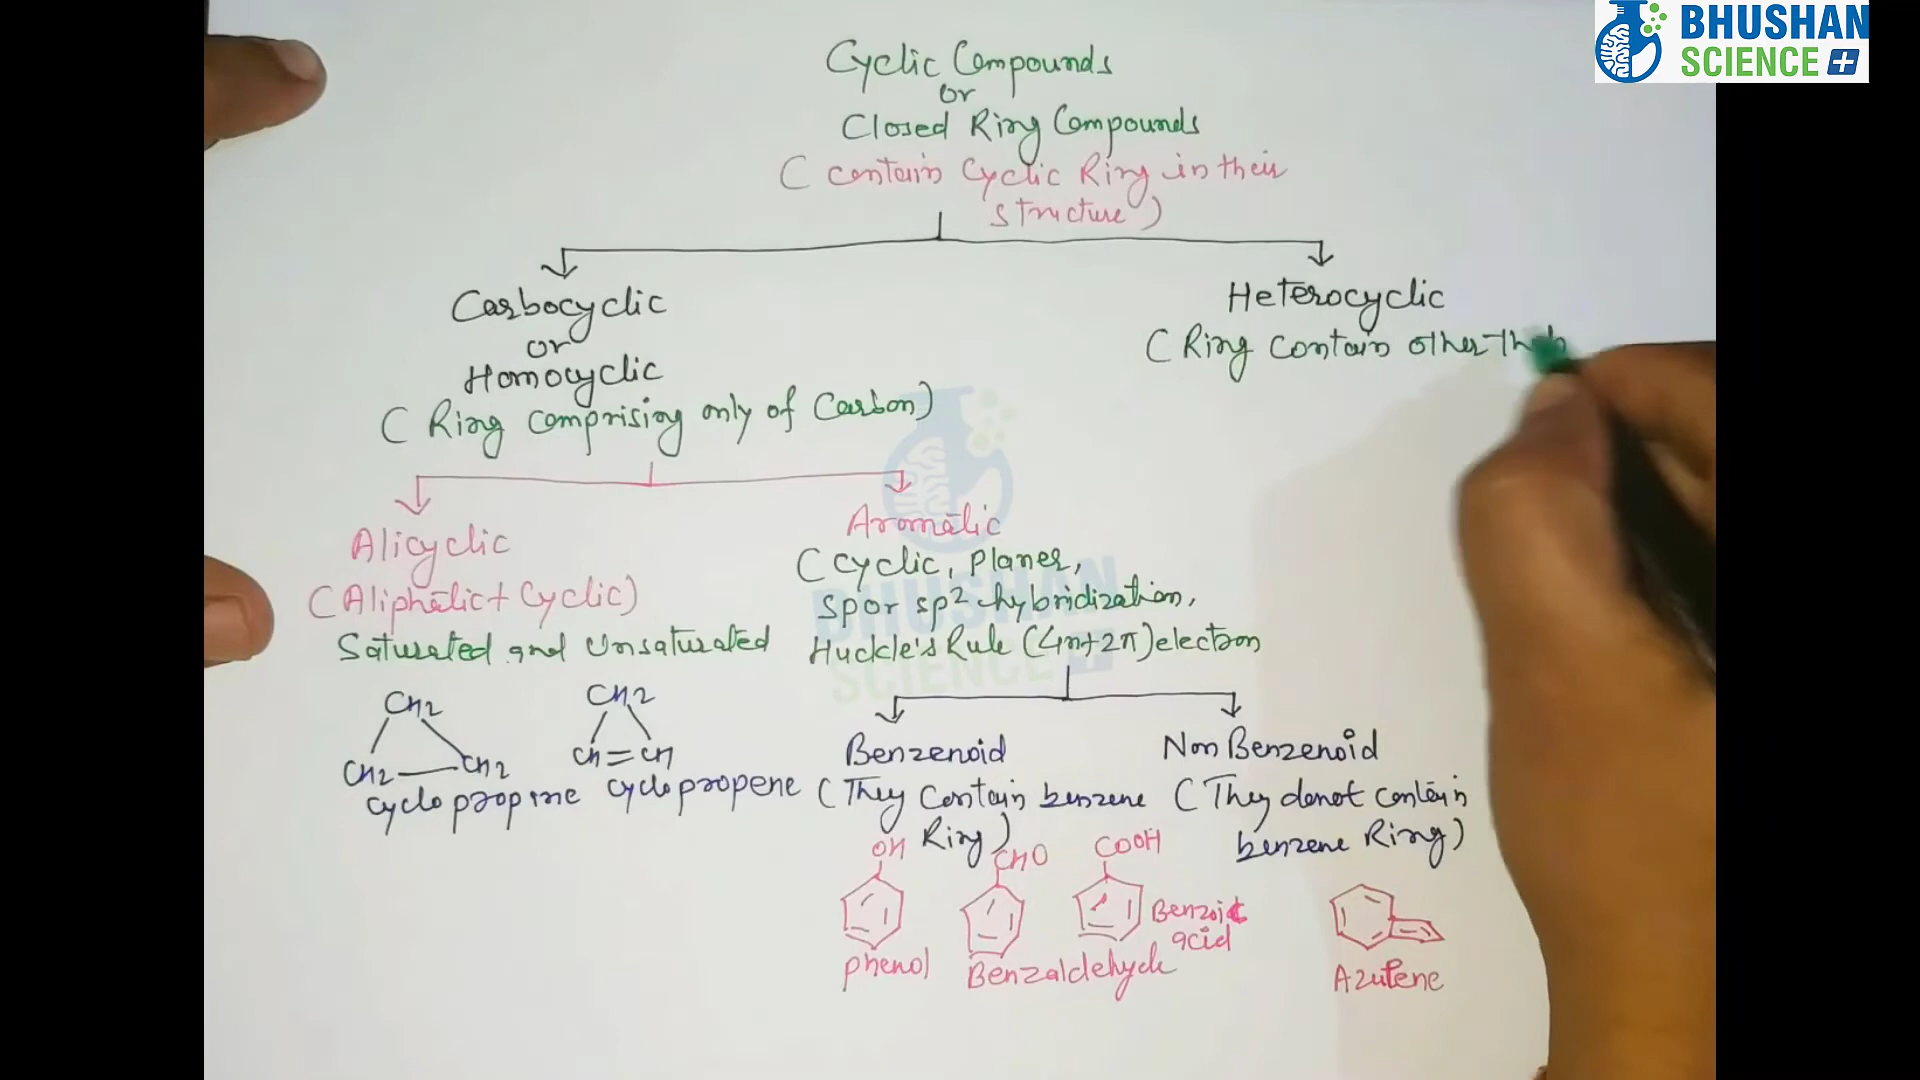 BHUSHAN
SCIENCE +
Cyclic Compounds
or
Closed Ring Compounds
( contain Cyclic Ring in their
structure )
Carbocyclic
or
Homocyclic
( Ring comprising only of Carbon)
Heterocyclic
( Ring contain other
Alicyclic
(Aliphatic + Cyclic)
Saturated and Unsaturated
CH2
CH2 CH2
cyclopropane
CH2
CH = CH
cyclopropene
Aromatic
( cyclic, planer,
Sp or sp2 hybridization,
Huckle's Rule (4n+2π) electron
Benzenoid
( They Contain benzene
Ring)
OH
phenol
CHO
Benzaldehyde
COOH
Benzoic
acid
Non Benzenoid
( They donot contain
benzene Ring)
Azulene
BHUSHAN
SCIENCE +